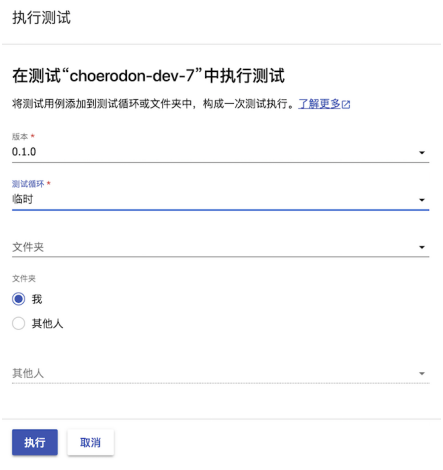 执行测试
在测试“choerodon-dev-7”中执行测试
将测试用例添加到测试循环或文件夹中，构成一次测试执行。了解更多
版本 *
0.1.0
测试循环 *
临时
文件夹
文件夹
我
其他人
其他人
执行 取消